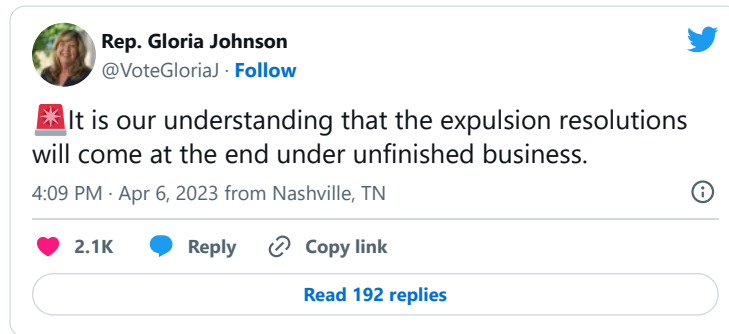 Rep. Gloria Johnson
@VoteGloriaJ · Follow
🚨It is our understanding that the expulsion resolutions
will come at the end under unfinished business.
4:09 PM · Apr 6, 2023 from Nashville, TN
2.1K Reply Copy link
Read 192 replies